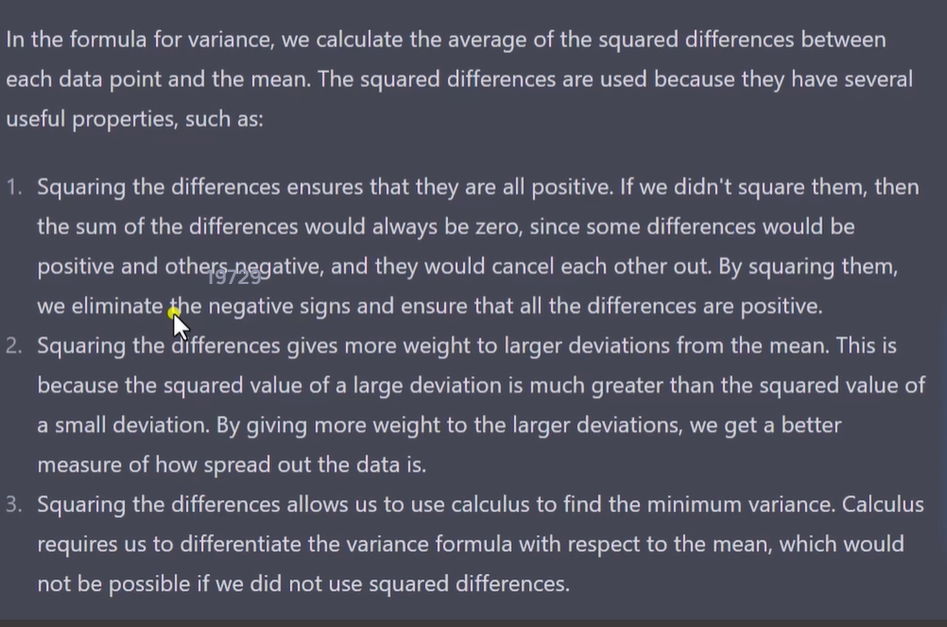 In the formula for variance, we calculate the average of the squared differences between
each data point and the mean. The squared differences are used because they have several
useful properties, such as:
1. Squaring the differences ensures that they are all positive. If we didn't square them, then
the sum of the differences would always be zero, since some differences would be
positive and others negative, and they would cancel each other out. By squaring them,
19729
we eliminate the negative signs and ensure that all the differences are positive.
2. Squaring the differences gives more weight to larger deviations from the mean. This is
because the squared value of a large deviation is much greater than the squared value of
a small deviation. By giving more weight to the larger deviations, we get a better
measure of how spread out the data is.
3. Squaring the differences allows us to use calculus to find the minimum variance. Calculus
requires us to differentiate the variance formula with respect to the mean, which would
not be possible if we did not use squared differences.